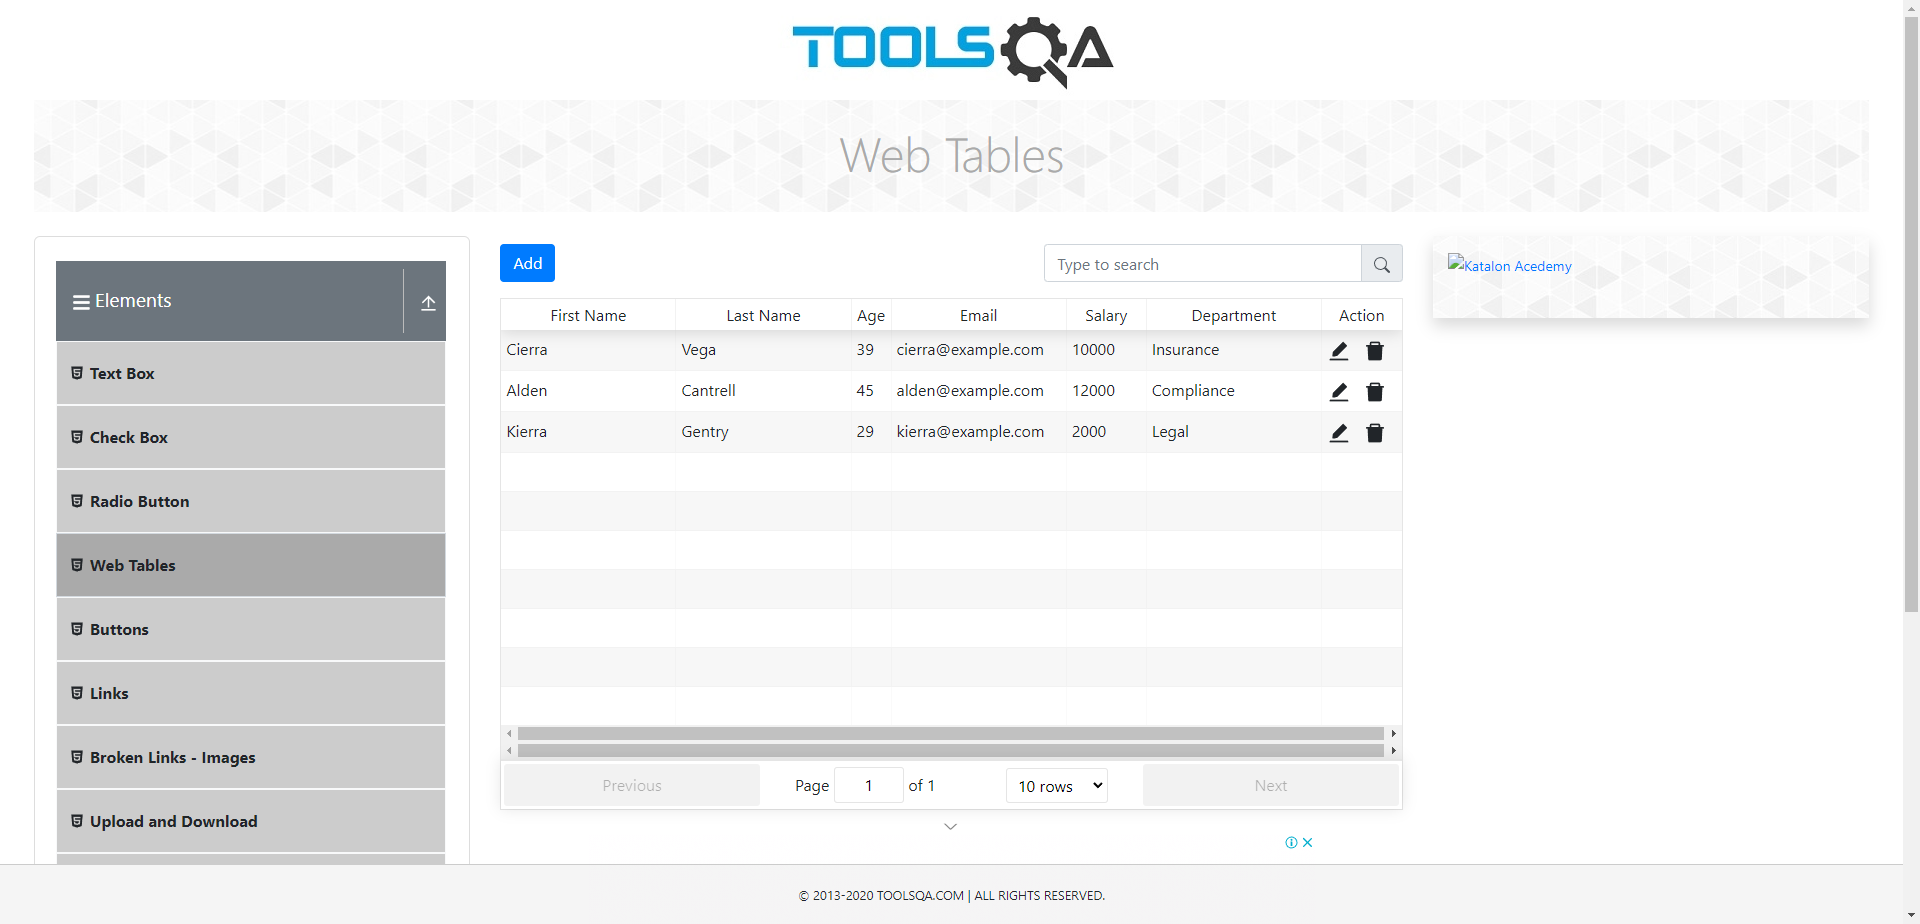 TOOLSQA
Web Tables
Elements
Text Box
Check Box
Radio Button
Web Tables
Buttons
Links
Broken Links - Images
Upload and Download
Add
Type to search
First Name Last Name Age Email Salary Department Action
Cierra Vega 39 cierra@example.com 10000 Insurance
Alden Cantrell 45 alden@example.com 12000 Compliance
Kierra Gentry 29 kierra@example.com 2000 Legal
Previous Page 1 of 1 10 rows Next
Katalon Acedemy
© 2013-2020 TOOLSQA.COM | ALL RIGHTS RESERVED.